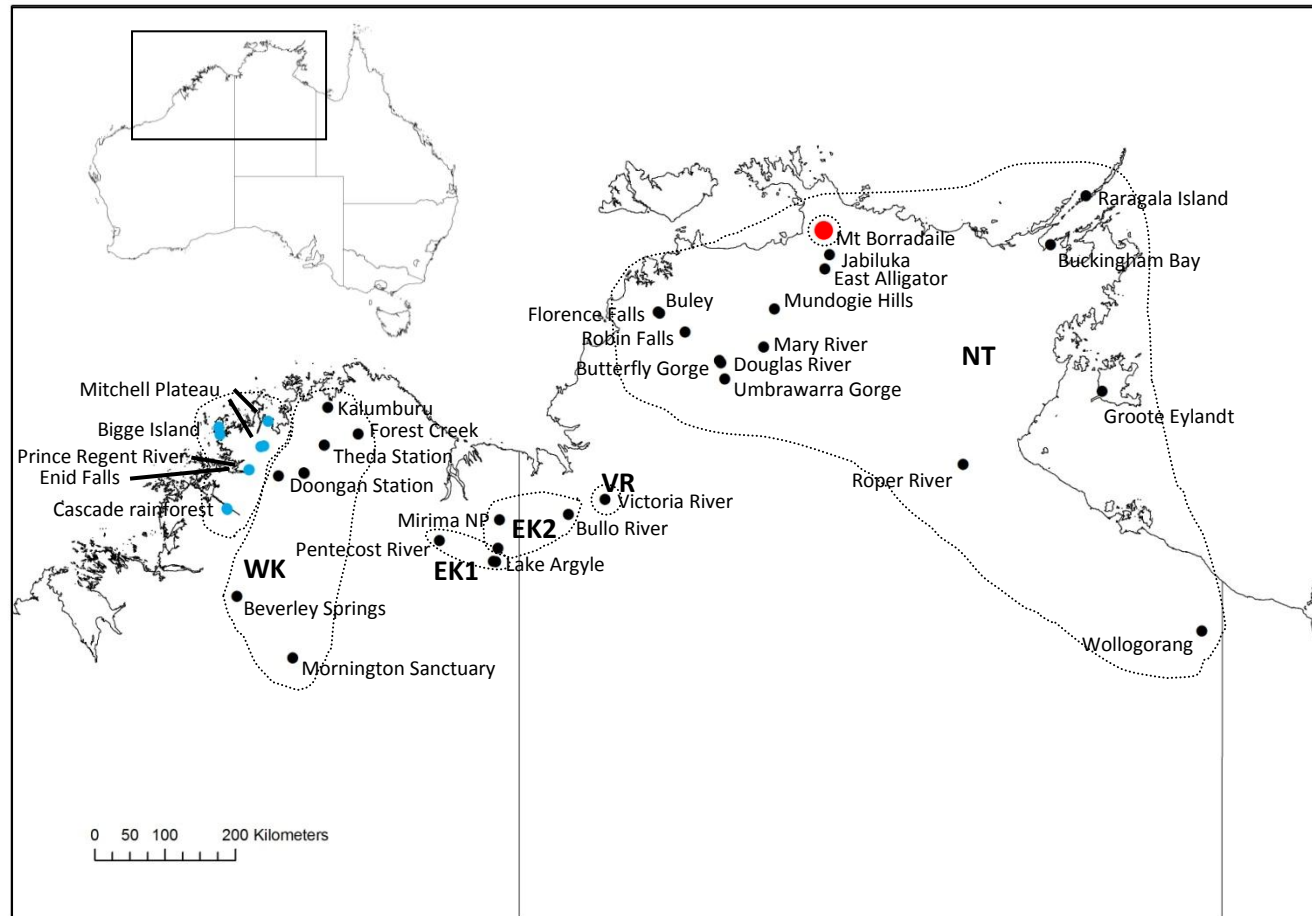 Raragala Island
Mt Borradaile
Buckingham Bay
Jabiluka
East Alligator
Buley
Mundogie Hills
Florence Falls
Robin Falls
Mary River
NT
Butterfly Gorge
Douglas River
Umbrawarra Gorge
Groote Eylandt
Mitchell Plateau
Kalumburu
Bigge Island
Forest Creek
Prince Regent River
Theda Station
Enid Falls
Doongan Station
Roper River
VR
Cascade rainforest
Victoria River
Mirima NP
EK2
Bullo River
Pentecost River
EK1
Lake Argyle
WK
Beverley Springs
Wollogorang
Mornington Sanctuary
0 50 100 200 Kilometers